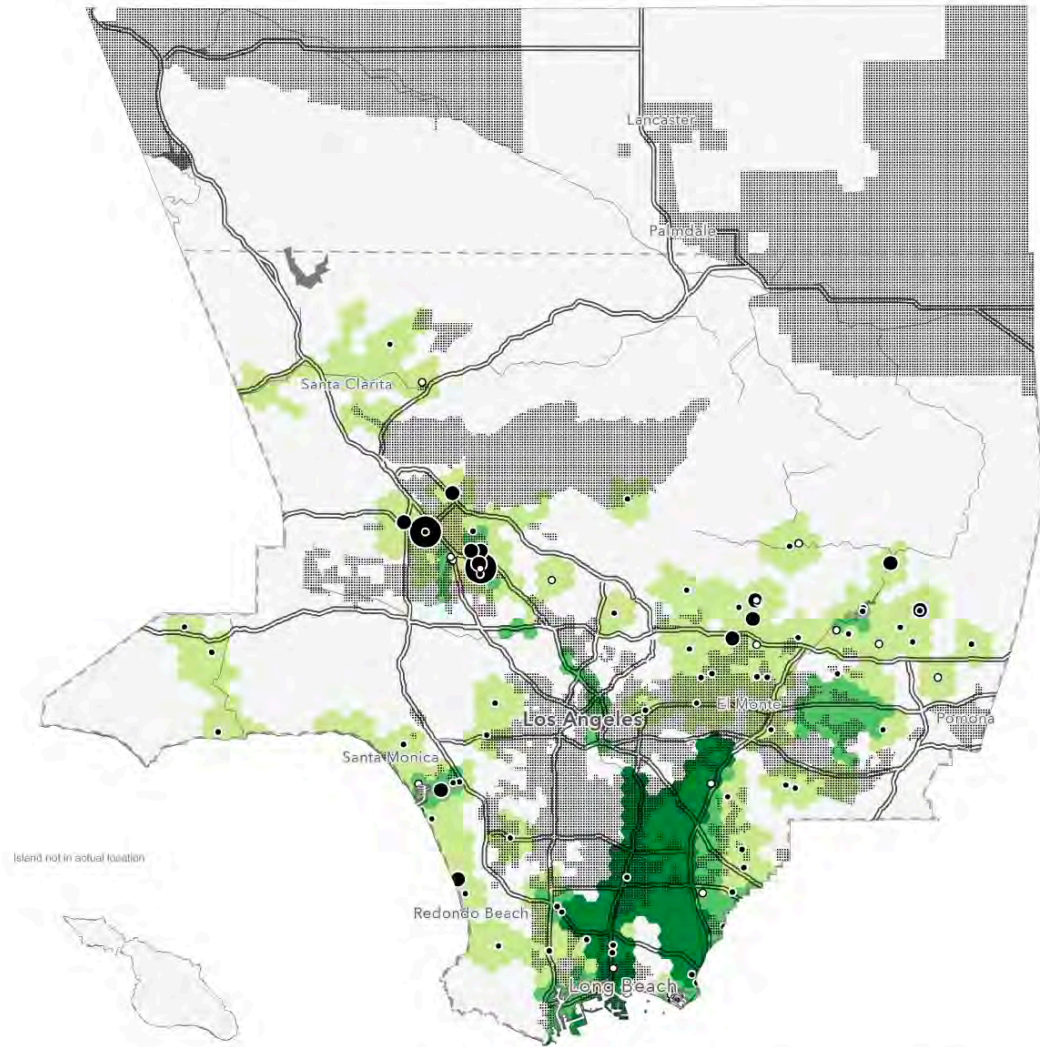 Lancaster
Palmdale
Santa Clarita
El Monte
Los Angeles
Pomona
Santa Monica
Island not in actual location
Redondo Beach
Long Beach